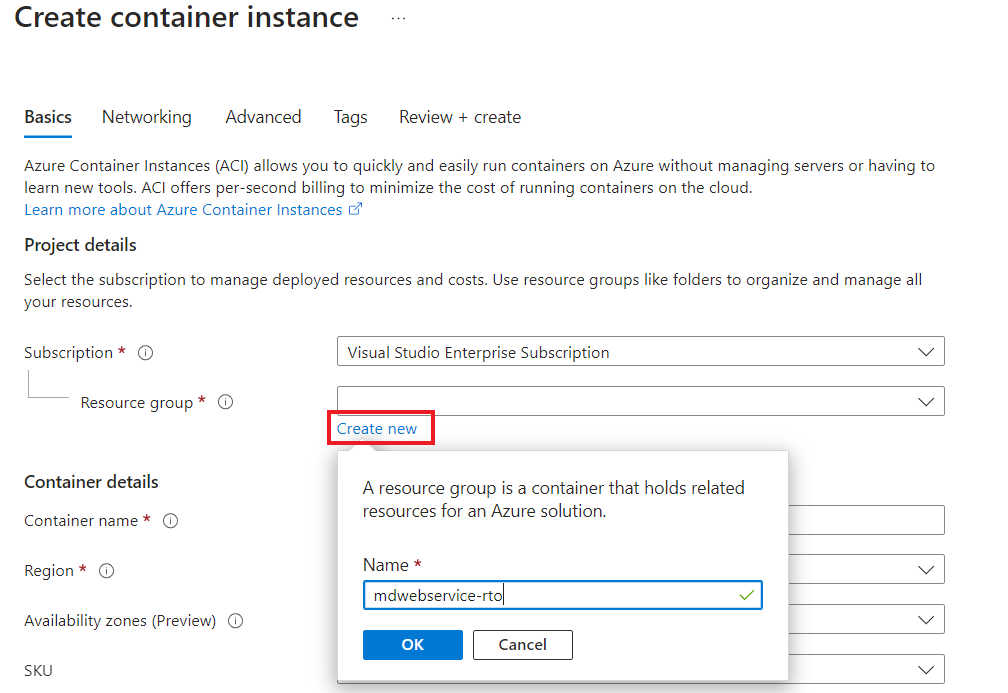 Create container instance ...
Basics Networking Advanced Tags Review + create
Azure Container Instances (ACI) allows you to quickly and easily run containers on Azure without managing servers or having to
learn new tools. ACI offers per-second billing to minimize the cost of running containers on the cloud.
Learn more about Azure Container Instances
Project details
Select the subscription to manage deployed resources and costs. Use resource groups like folders to organize and manage all
your resources.
Subscription * Visual Studio Enterprise Subscription
Resource group *
Create new
A resource group is a container that holds related
resources for an Azure solution.
Name *
mdwebservice-rto
OK Cancel
Container details
Container name *
Region *
Availability zones (Preview)
SKU